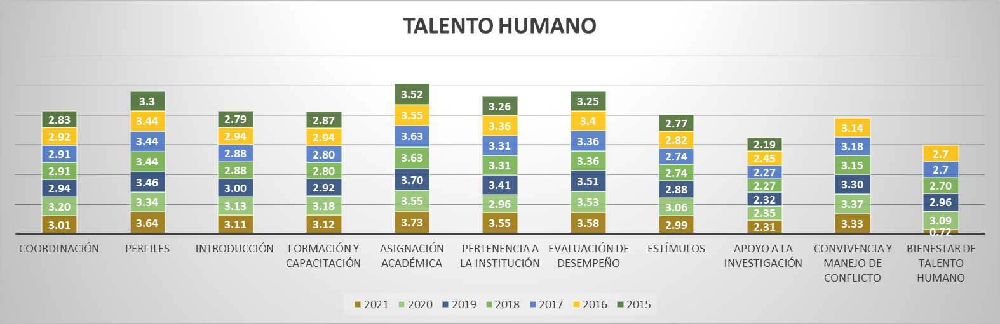 TALENTO HUMANO
3.52
3.3 3.25
3.26
2.83 2.79 2.87 2.77
3.44 3.55 3.36 3.4 3.14
2.92 2.94 2.94 2.82 2.19
3.44 3.63 3.31 3.36 3.18 2.7
2.91 2.88 2.80 2.74 2.45
3.44 3.63 3.31 3.36 3.15 2.7
2.91 2.88 2.80 2.74 2.27
3.46 3.70 3.41 3.51 3.30 2.70
2.94 3.00 2.92 2.88 2.27
3.34 3.55 2.96 3.53 3.37 2.96
3.20 3.13 3.18 3.06 2.32
2.35 3.09
3.01 3.64 3.11 3.12 3.73 3.55 3.58 2.99 2.31 3.33 0.72
COORDINACIÓN PERFILES INTRODUCCIÓN FORMACIÓN Y ASIGNACIÓN PERTENENCIA A EVALUACIÓN DE ESTÍMULOS APOYO A LA CONVIVENCIA Y BIENESTAR DE
CAPACITACIÓN ACADÉMICA LA INSTITUCIÓN DESEMPEÑO INVESTIGACIÓN MANEJO DE TALENTO
CONFLICTO HUMANO
2021 2020 2019 2018 2017 2016 2015